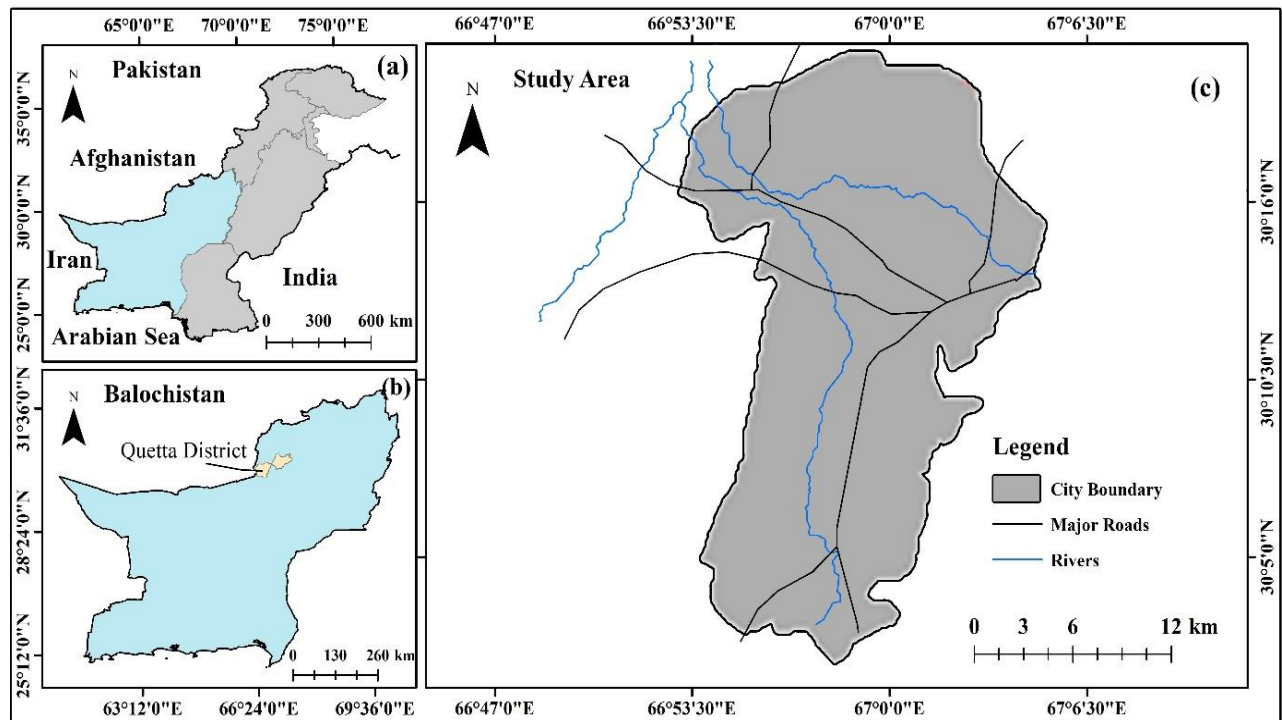 65°0'0"E 70°0'0"E 75°0'0"E
Pakistan
(a)
N
35°0'0"N
Afghanistan
30°0'0"N
Iran
India
25°0'0"N
Arabian Sea
0 300 600 km
Balochistan
(b)
N
31°36'0"N
Quetta District
28°24'0"N
25°12'0"N
0 130 260 km
63°12'0"E 66°24'0"E 69°36'0"E
66°47'0"E 66°53'30"E 67°0'0"E 67°6'30"E
Study Area
(c)
N
30°16'0"N
30°10'30"N
30°5'0"N
Legend
City Boundary
Major Roads
Rivers
0 3 6 12 km
66°47'0"E 66°53'30"E 67°0'0"E 67°6'30"E